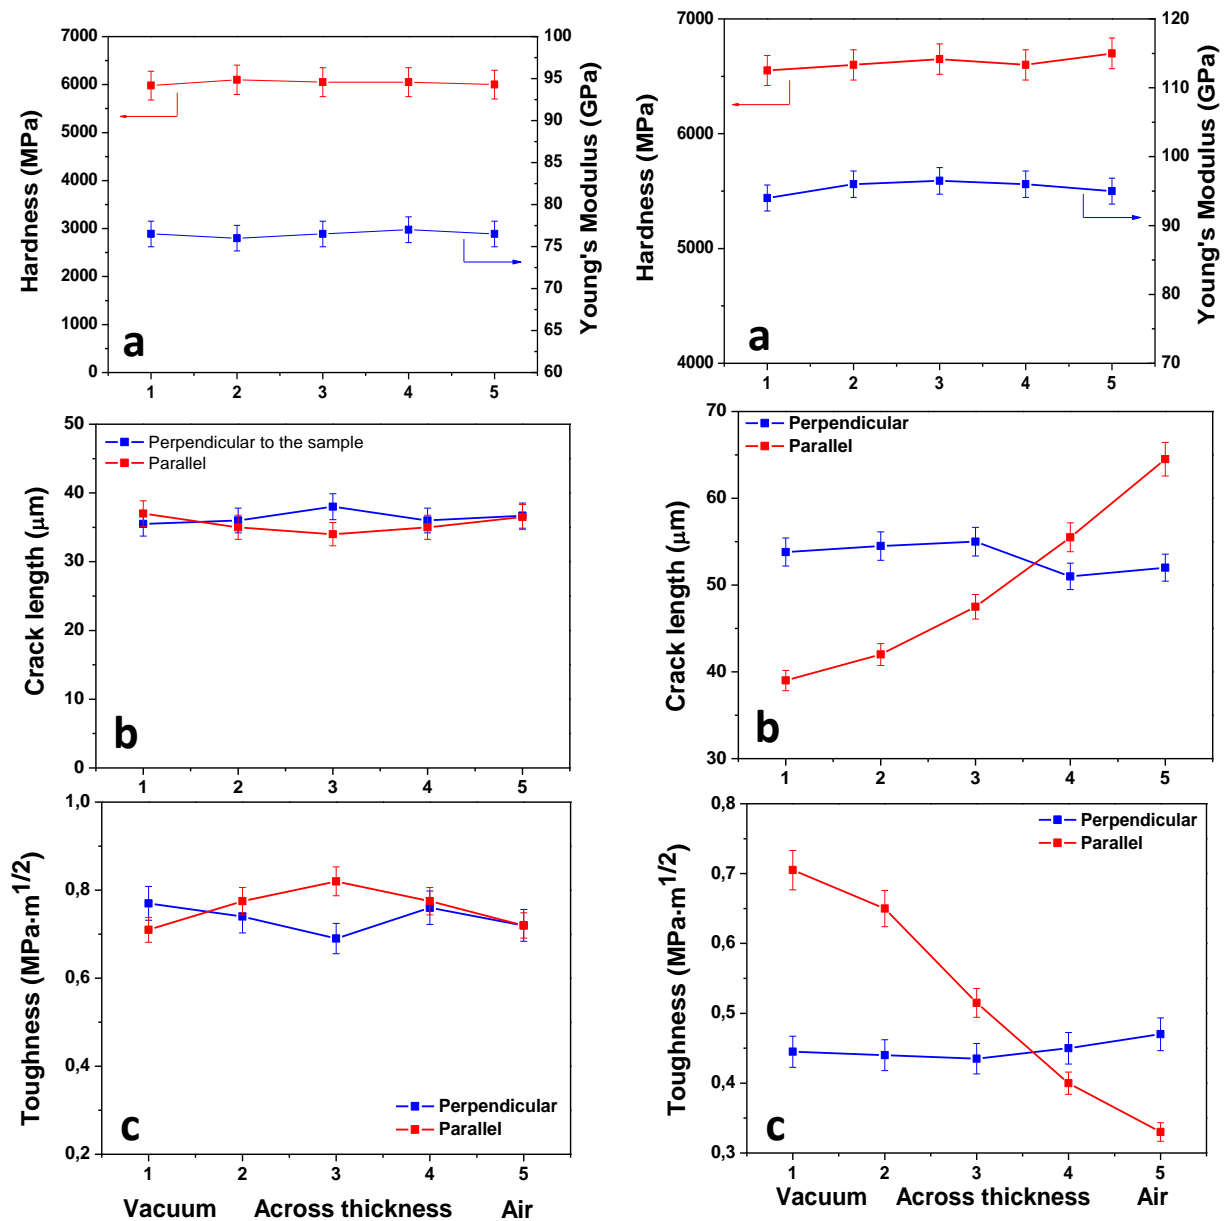 7000
6000
5000
4000
3000
2000
1000
0
Hardness (MPa)
100
95
90
85
80
75
70
65
60
Young's Modulus (GPa)
a
1 2 3 4 5
7000
6000
5000
4000
Hardness (MPa)
120
110
100
90
80
70
Young's Modulus (GPa)
a
1 2 3 4 5
50
40
30
20
10
0
Crack length (μm)
Perpendicular to the sample
Parallel
b
1 2 3 4 5
70
60
50
40
30
Crack length (μm)
Perpendicular
Parallel
b
1 2 3 4 5
1,0
0,8
0,6
0,4
0,2
Toughness (MPa·m1/2)
Perpendicular
Parallel
c
1 2 3 4 5
Vacuum Across thickness Air
0,8
0,7
0,6
0,5
0,4
0,3
Toughness (MPa·m1/2)
Perpendicular
Parallel
c
1 2 3 4 5
Vacuum Across thickness Air